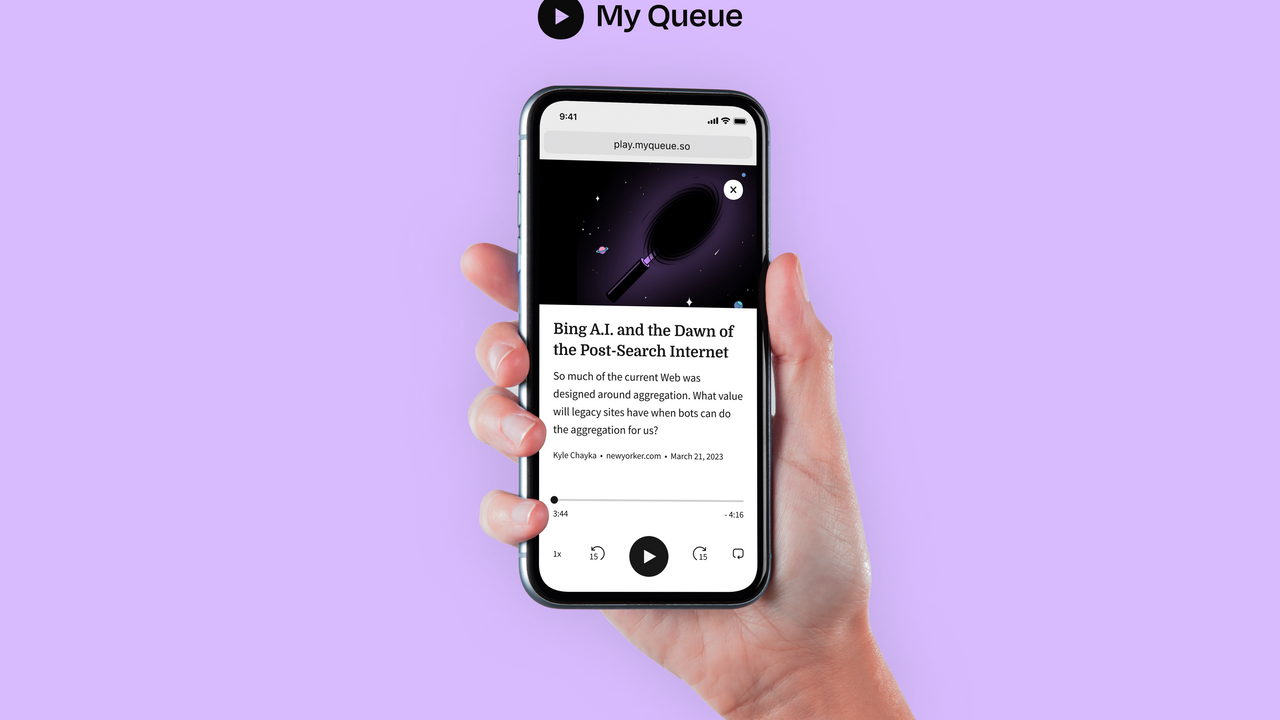 My Queue
9:41
play.myqueue.so
Bing A.I. and the Dawn of
the Post-Search Internet
So much of the current Web was
designed around aggregation. What value
will legacy sites have when bots can do
the aggregation for us?
Kyle Chayka • newyorker.com • March 21, 2023
3:44
- 4:16
1x
15
15